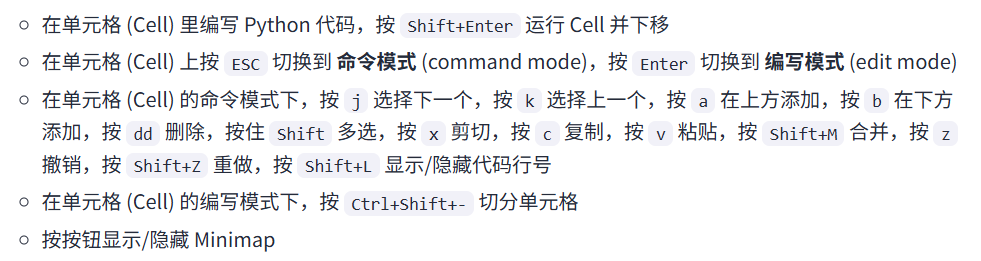 在单元格 (Cell) 里编写 Python 代码，按 Shift+Enter 运行 Cell 并下移
在单元格 (Cell) 上按 ESC 切换到 命令模式 (command mode)，按 Enter 切换到 编写模式 (edit mode)
在单元格 (Cell) 的命令模式下，按 j 选择下一个，按 k 选择上一个，按 a 在上方添加，按 b 在下方
添加，按 dd 删除，按住 Shift 多选，按 x 剪切，按 c 复制，按 v 粘贴，按 Shift+M 合并，按 z
撤销，按 Shift+Z 重做，按 Shift+L 显示/隐藏代码行号
在单元格 (Cell) 的编写模式下，按 Ctrl+Shift+- 切分单元格
按按钮显示/隐藏 Minimap